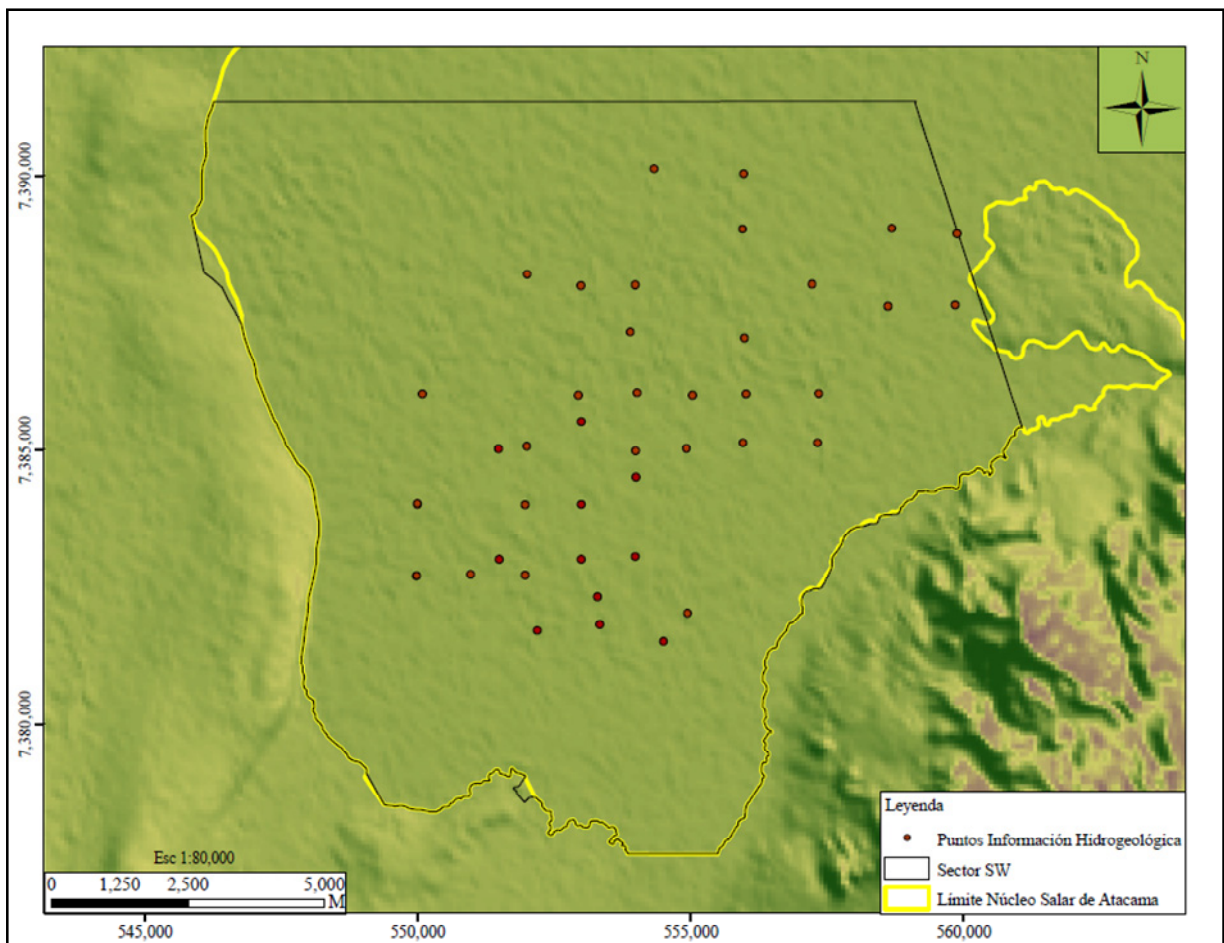 N
7,390,000
7,385,000
7,380,000
Leyenda
Puntos Información Hidrogeológica
Sector SW
Límite Núcleo Salar de Atacama
Esc 1:80,000
0 1,250 2,500 5,000
M
545,000 550,000 555,000 560,000